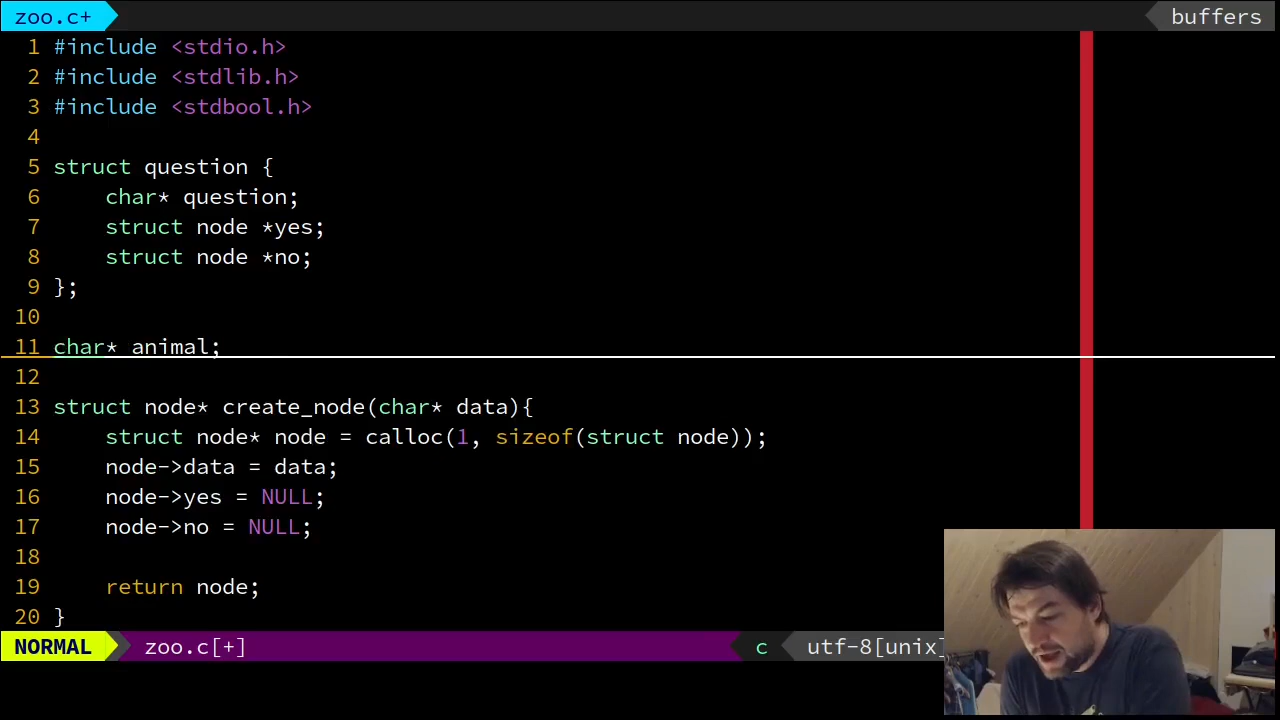 zoo.c+ buffers
1 #include <stdio.h>
2 #include <stdlib.h>
3 #include <stdbool.h>
4
5 struct question {
6     char* question;
7     struct node *yes;
8     struct node *no;
9 };
10
11 char* animal;
12
13 struct node* create_node(char* data){
14     struct node* node = calloc(1, sizeof(struct node));
15     node->data = data;
16     node->yes = NULL;
17     node->no = NULL;
18
19     return node;
20 }
NORMAL zoo.c[+] c utf-8[unix]